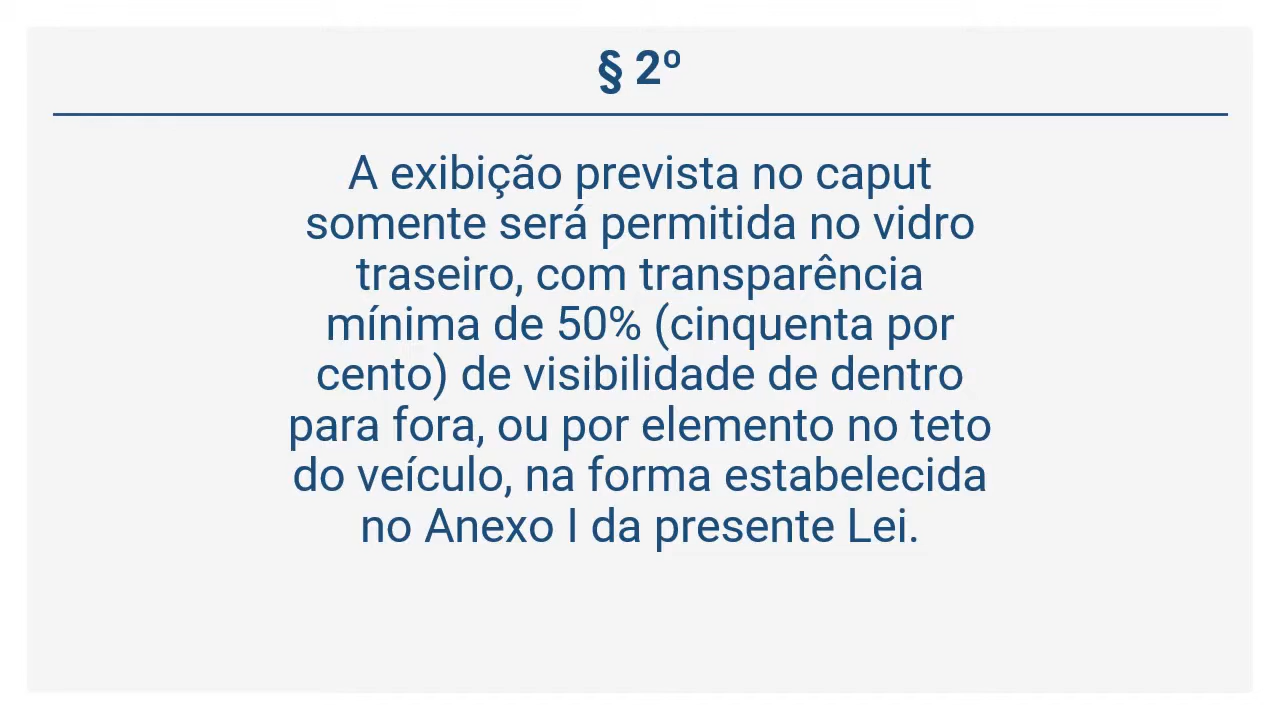 § 2º
A exibição prevista no caput
somente será permitida no vidro
traseiro, com transparência
mínima de 50% (cinquenta por
cento) de visibilidade de dentro
para fora, ou por elemento no teto
do veículo, na forma estabelecida
no Anexo I da presente Lei.